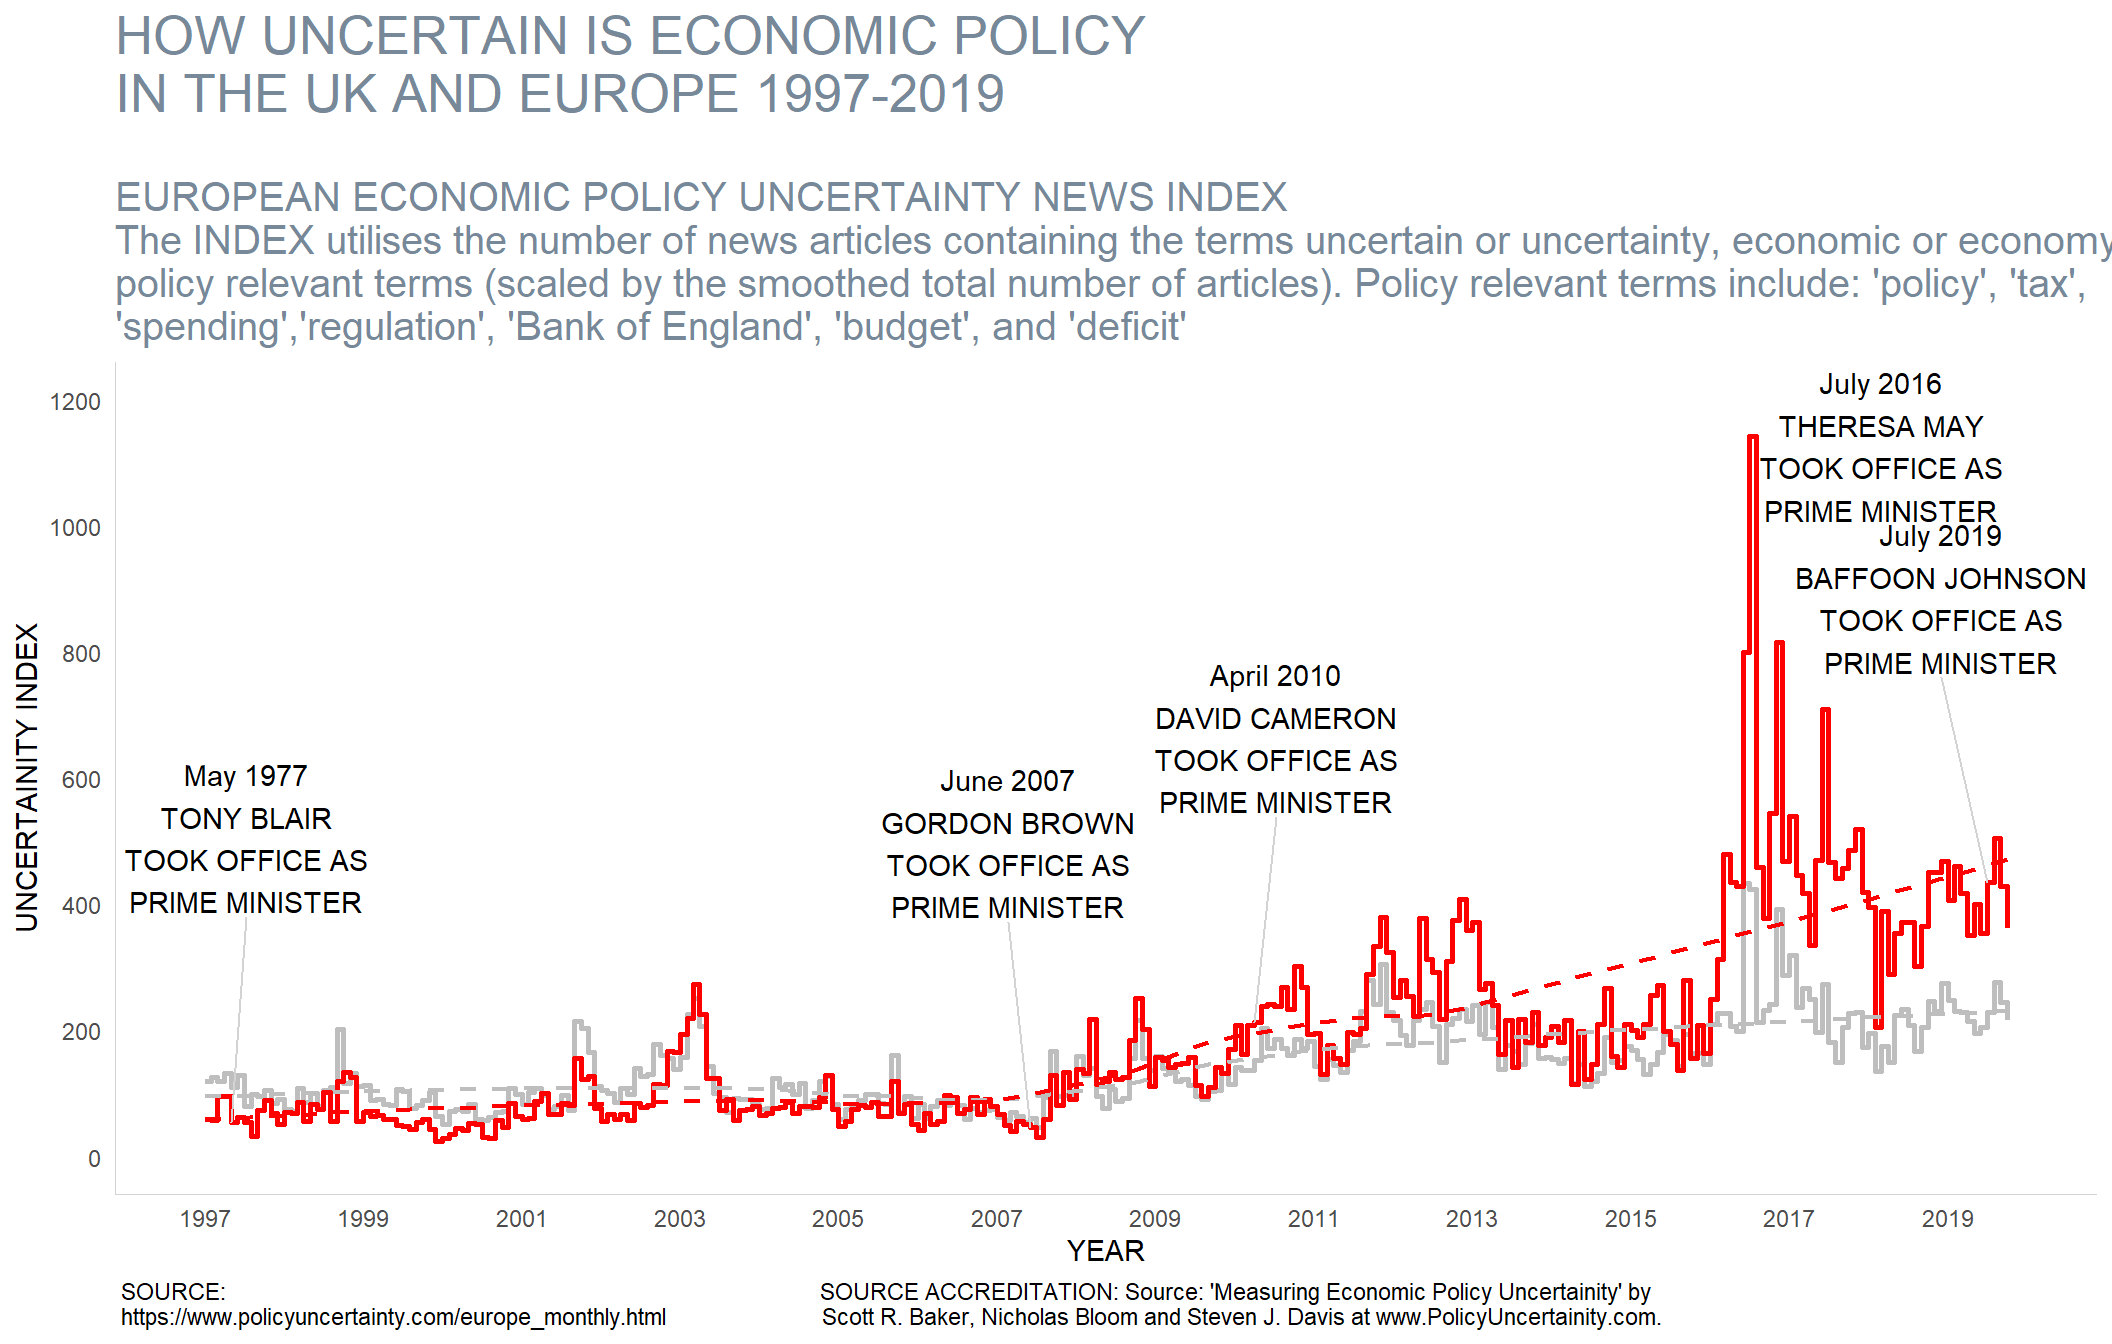 HOW UNCERTAIN IS ECONOMIC POLICY
IN THE UK AND EUROPE 1997-2019
EUROPEAN ECONOMIC POLICY UNCERTAINTY NEWS INDEX
The INDEX utilises the number of news articles containing the terms uncertain or uncertainty, economic or economy
policy relevant terms (scaled by the smoothed total number of articles). Policy relevant terms include: 'policy', 'tax',
'spending','regulation', 'Bank of England', 'budget', and 'deficit'
1200
1000
800
600
400
200
0
UNCERTAINITY INDEX
May 1977
TONY BLAIR
TOOK OFFICE AS
PRIME MINISTER
June 2007
GORDON BROWN
TOOK OFFICE AS
PRIME MINISTER
April 2010
DAVID CAMERON
TOOK OFFICE AS
PRIME MINISTER
July 2016
THERESA MAY
TOOK OFFICE AS
PRIME MINISTER
July 2019
BAFFOON JOHNSON
TOOK OFFICE AS
PRIME MINISTER
1997 1999 2001 2003 2005 2007 2009 2011 2013 2015 2017 2019
YEAR
SOURCE:
https://www.policyuncertainty.com/europe_monthly.html
SOURCE ACCREDITATION: Source: 'Measuring Economic Policy Uncertainity' by
Scott R. Baker, Nicholas Bloom and Steven J. Davis at www.PolicyUncertainity.com.